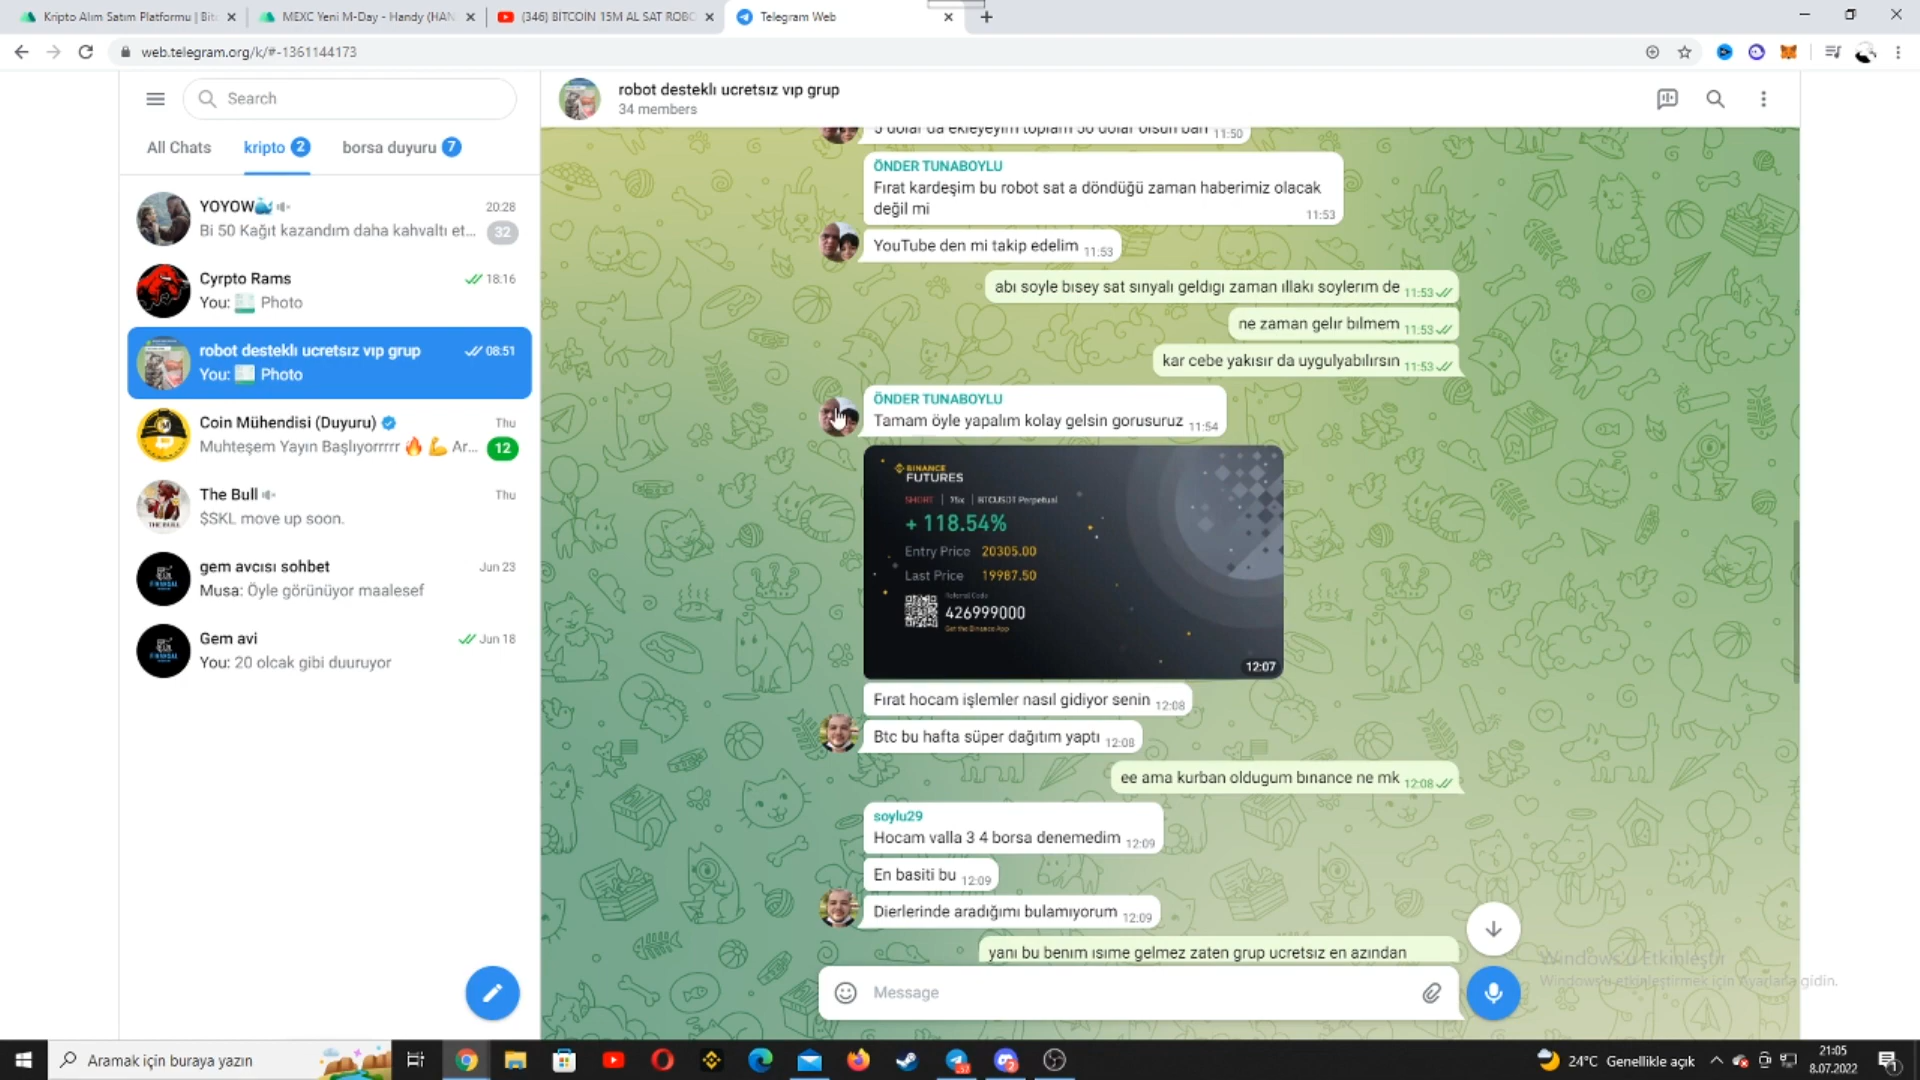 Kripto Alım Satım Platformu | Bitc
MEXC Yeni M-Day - Handy (HAN
(346) BİTCOİN 15M AL SAT ROBO
Telegram Web
web.telegram.org/k/#-1361144173
Search
All Chats
kripto 2
borsa duyuru 7
YOYOW 20:28
Bi 50 Kağıt kazandım daha kahvaltı et... 32
Cyrpto Rams 18:16
You: Photo
robot desteklı ucretsız vıp grup 08:51
You: Photo
Coin Mühendisi (Duyuru) Thu
Muhteşem Yayın Başlıyorrrrr 🔥 💪 Ar... 12
The Bull Thu
$SKL move up soon.
gem avcısı sohbet Jun 23
Musa: Öyle görünüyor maalesef
Gem avi Jun 18
You: 20 olcak gibi duuruyor
robot desteklı ucretsız vıp grup
34 members
5 dolar da ekleyeyim toplam 50 dolar olsun bari 11:50
ÖNDER TUNABOYLU
Fırat kardeşim bu robot sat a döndüğü zaman haberimiz olacak
değil mi 11:53
YouTube den mi takip edelim 11:53
abı soyle bısey sat sınyalı geldıgı zaman ıllakı soylerım de 11:53
ne zaman gelır bılmem 11:53
kar cebe yakısır da uygulyabılırsın 11:53
ÖNDER TUNABOYLU
Tamam öyle yapalım kolay gelsin gorusuruz 11:54
BINANCE
FUTURES
SHORT | 75x | BTCUSDT Perpetual
+ 118.54%
Entry Price 20305.00
Last Price 19987.50
Referral Code
426999000
Get the Binance App
12:07
Fırat hocam işlemler nasıl gidiyor senin 12:08
Btc bu hafta süper dağıtım yaptı 12:08
ee ama kurban oldugum bınance ne mk 12:08
soylu29
Hocam valla 3 4 borsa denemedim 12:09
En basiti bu 12:09
Dierlerinde aradığımı bulamıyorum 12:09
yanı bu benım ısıme gelmez zaten grup ucretsız en azından
Message
Windows'u Etkinleştir
Windows'u etkinleştirmek için Ayarlar'a gidin.
Aramak için buraya yazın
24°C Genellikle açık
21:05
8.07.2022